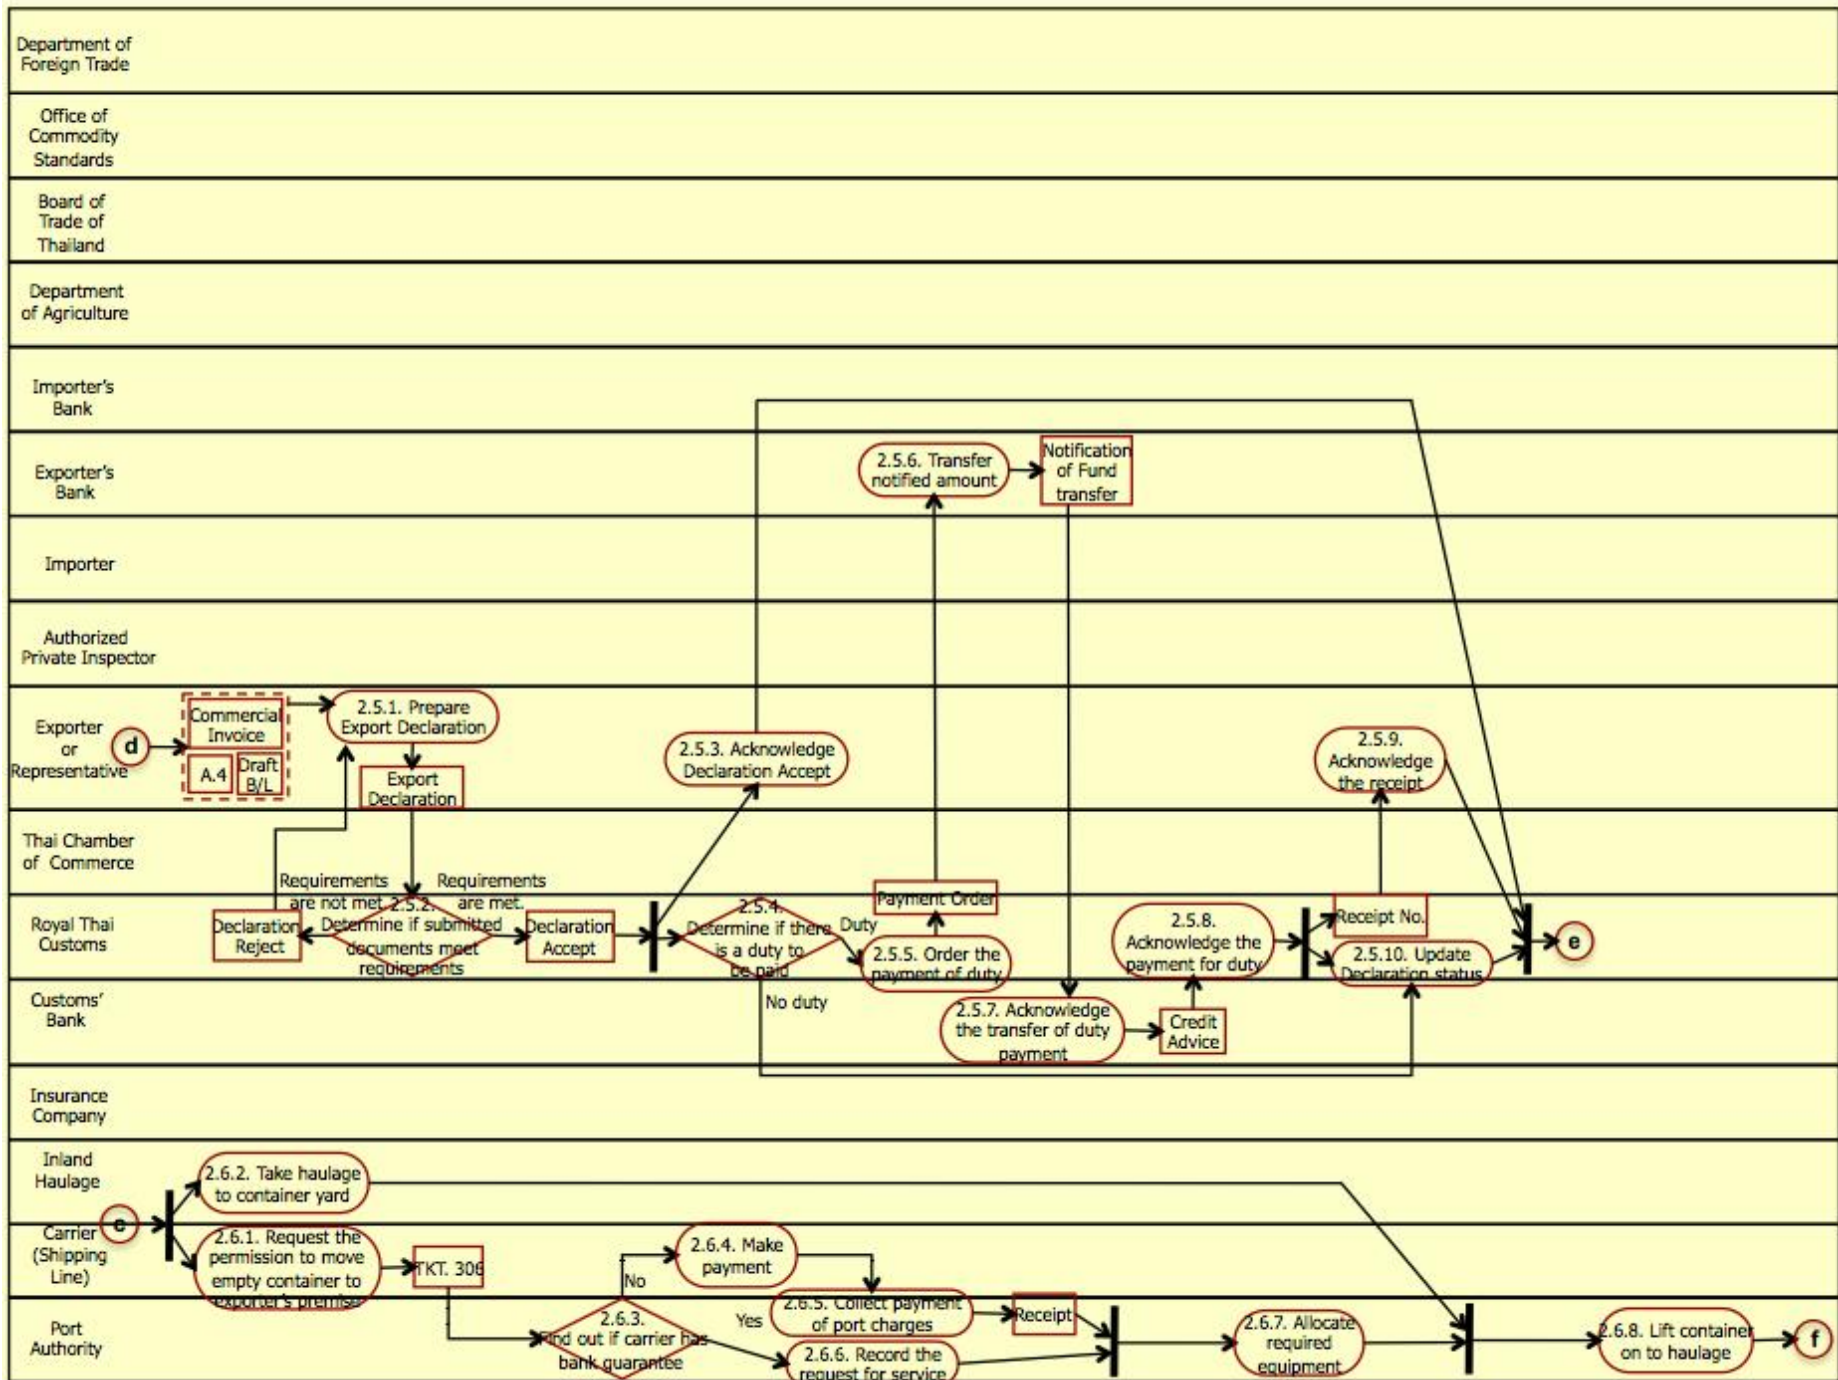 Department of
Foreign Trade
Office of
Commodity
Standards
Board of
Trade of
Thailand
Department
of Agriculture
Importer's
Bank
Exporter's
Bank
2.5.6. Transfer
notified amount
Notification
of Fund
transfer
Importer
Authorized
Private Inspector
Exporter
or
Representative
d
Commercial
Invoice
A.4
Draft
B/L
2.5.1. Prepare
Export Declaration
Export
Declaration
2.5.3. Acknowledge
Declaration Accept
2.5.9.
Acknowledge
the receipt
Thai Chamber
of Commerce
Requirements
are not met
Requirements
are met.
Royal Thai
Customs
Declaration
Reject
2.5.2.
Determine if submitted
documents meet
requirements
Declaration
Accept
2.5.4.
Determine if there
is a duty to
be paid
Duty
Payment Order
2.5.5. Order the
payment of duty
2.5.8.
Acknowledge the
payment for duty
Receipt No.
2.5.10. Update
Declaration status
e
Customs'
Bank
No duty
2.5.7. Acknowledge
the transfer of duty
payment
Credit
Advice
Insurance
Company
Inland
Haulage
2.6.2. Take haulage
to container yard
c
Carrier
(Shipping
Line)
2.6.1. Request the
permission to move
empty container to
exporter's premise
TKT. 306
No
2.6.4. Make
payment
Port
Authority
2.6.3.
Find out if carrier has
bank guarantee
Yes
2.6.5. Collect payment
of port charges
Receipt
2.6.6. Record the
request for service
2.6.7. Allocate
required
equipment
2.6.8. Lift container
on to haulage
f